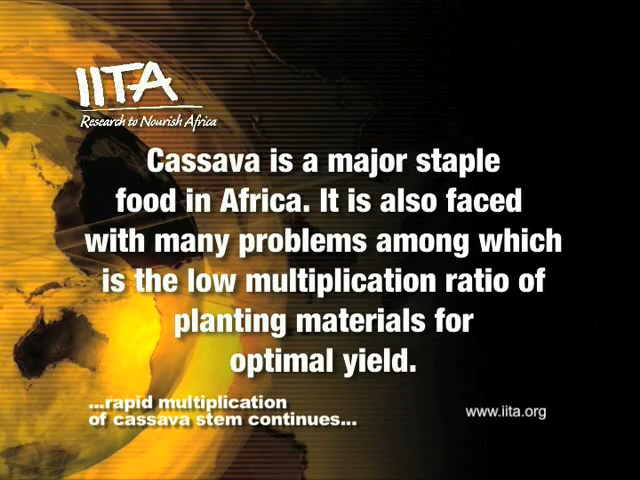 IITA
Research to Nourish Africa
Cassava is a major staple
food in Africa. It is also faced
with many problems among which
is the low multiplication ratio of
planting materials for
optimal yield.
...rapid multiplication
of cassava stem continues...
www.iita.org